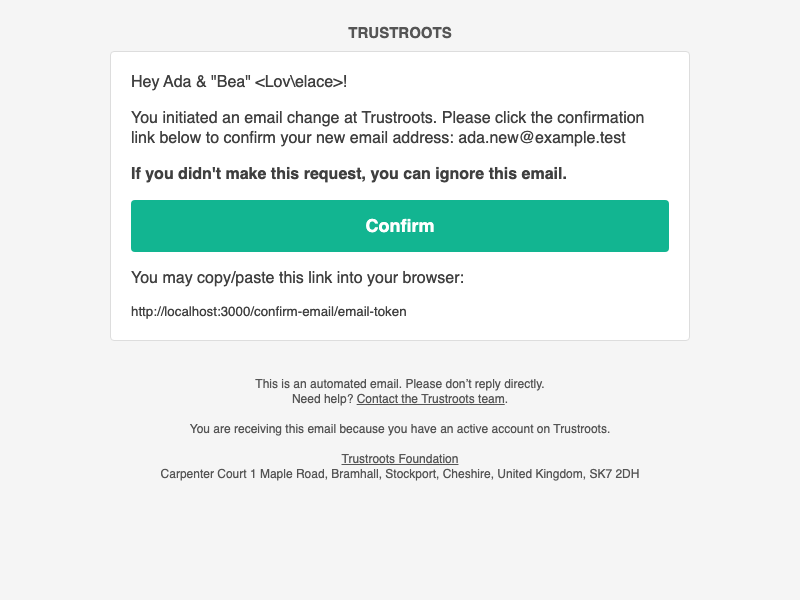 TRUSTROOTS
Hey Ada & "Bea" <Lov\elace>!
You initiated an email change at Trustroots. Please click the confirmation
link below to confirm your new email address: ada.new@example.test
If you didn't make this request, you can ignore this email.
Confirm
You may copy/paste this link into your browser:
http://localhost:3000/confirm-email/email-token
This is an automated email. Please don’t reply directly.
Need help? Contact the Trustroots team.
You are receiving this email because you have an active account on Trustroots.
Trustroots Foundation
Carpenter Court 1 Maple Road, Bramhall, Stockport, Cheshire, United Kingdom, SK7 2DH